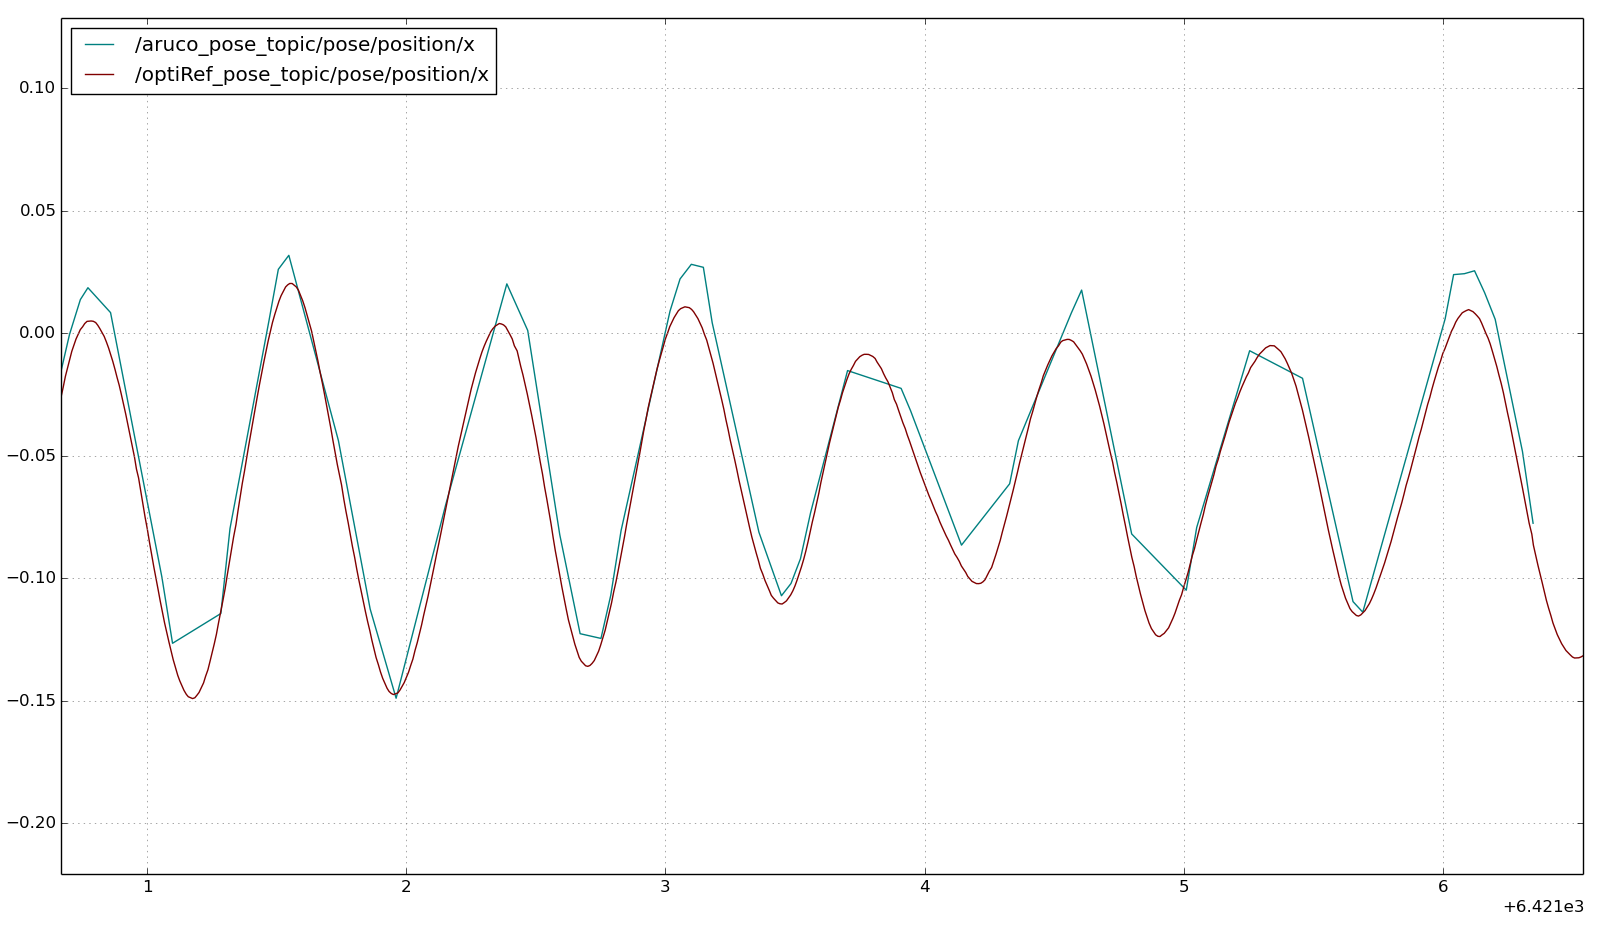 /aruco_pose_topic/pose/position/x
/optiRef_pose_topic/pose/position/x
0.10
0.05
0.00
−0.05
−0.10
−0.15
−0.20
1 2 3 4 5 6
+6.421e3